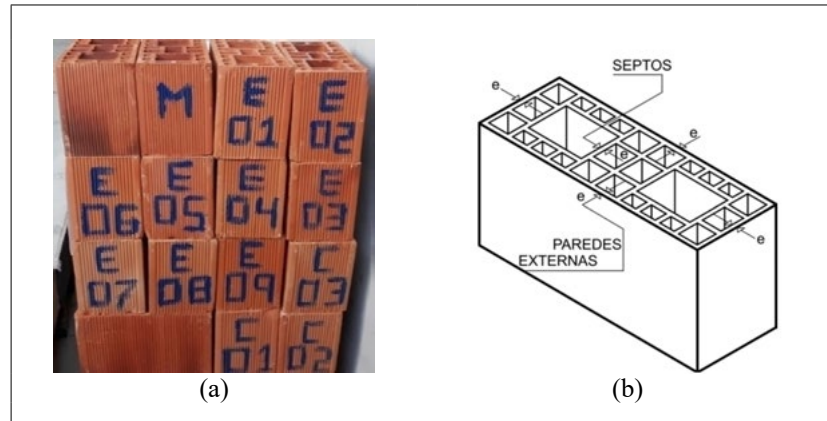 M E E
01 02
E E E E
06 05 04 03
E E E C
07 08 09 03
C C
01 02
SEPTOS
e
e
e
e
e
PAREDES
EXTERNAS
(a)
(b)